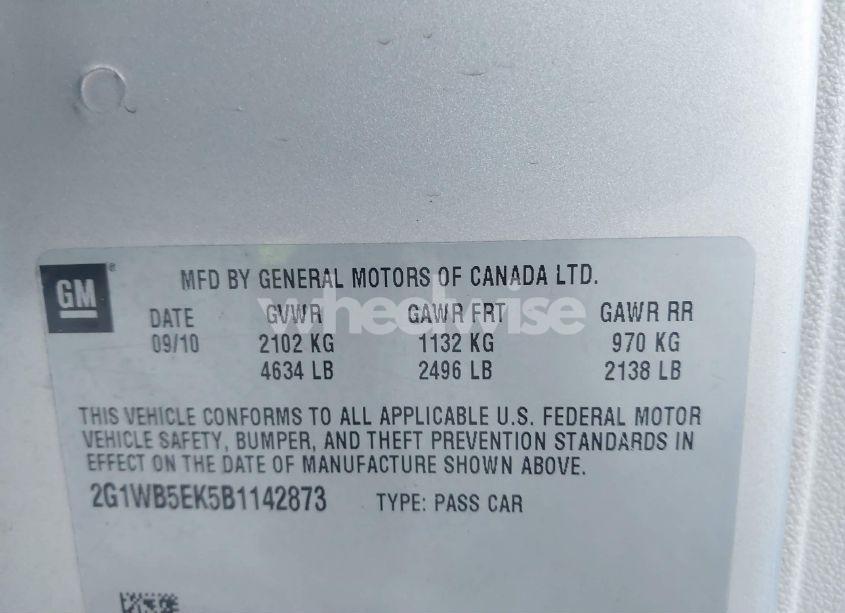 GM
MFD BY GENERAL MOTORS OF CANADA LTD.
DATE GVWR GAWR FRT GAWR RR
09/10 2102 KG 1132 KG 970 KG
4634 LB 2496 LB 2138 LB
wheelwise
THIS VEHICLE CONFORMS TO ALL APPLICABLE U.S. FEDERAL MOTOR
VEHICLE SAFETY, BUMPER, AND THEFT PREVENTION STANDARDS IN
EFFECT ON THE DATE OF MANUFACTURE SHOWN ABOVE.
2G1WB5EK5B1142873 TYPE: PASS CAR